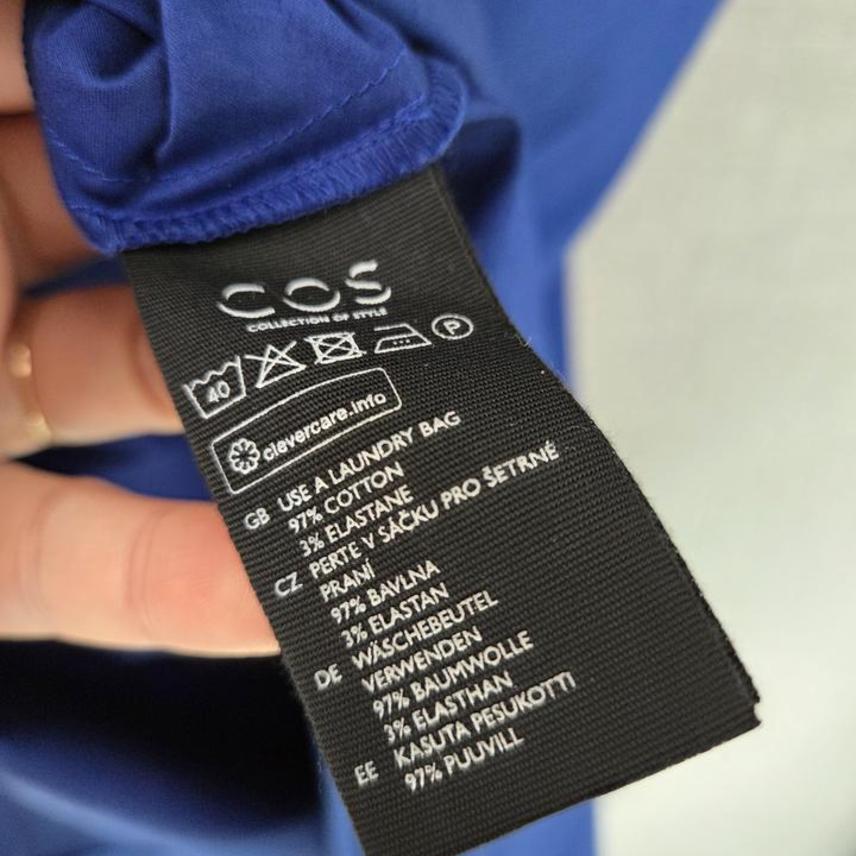 COS
COLLECTION OF STYLE
40 P
clevercare.info
GB USE A LAUNDRY BAG
97% COTTON
3% ELASTANE
CZ PERTE V SÁČKU PRO ŠETRNÉ
PRANÍ
97% BAVLNA
3% ELASTAN
DE WÄSCHEBEUTEL
VERWENDEN
97% BAUMWOLLE
3% ELASTHAN
EE KASUTA PESUKOTTI
97% PUUVILL